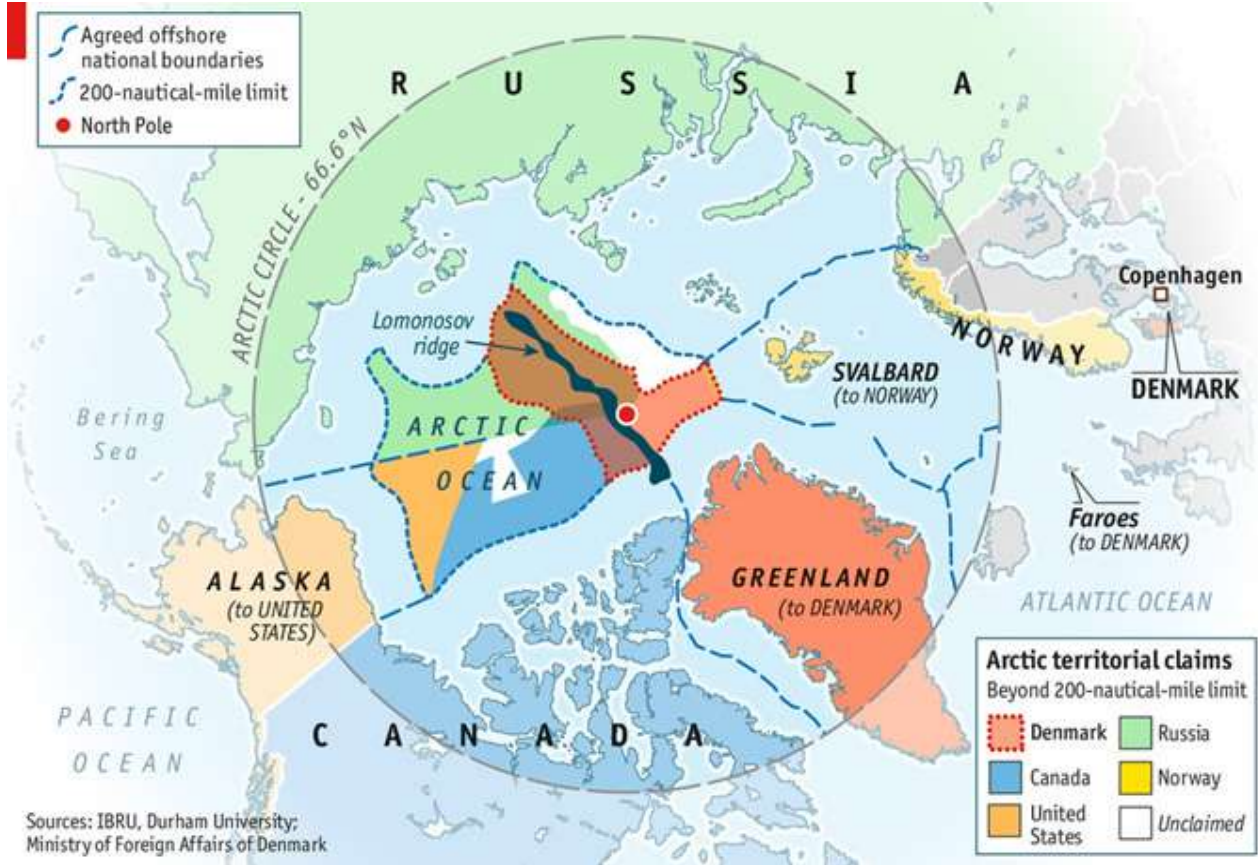 Agreed offshore
national boundaries
200-nautical-mile limit
North Pole
RUSSIA
ARCTIC CIRCLE - 66.6°N
Copenhagen
Lomonosov
ridge
NORWAY
SVALBARD
(to NORWAY)
DENMARK
Bering
Sea
ARCTIC
OCEAN
Faroes
(to DENMARK)
ALASKA
(to UNITED
STATES)
GREENLAND
(to DENMARK)
ATLANTIC OCEAN
PACIFIC
OCEAN
CANADA
Arctic territorial claims
Beyond 200-nautical-mile limit
Denmark
Russia
Canada
Norway
United
States
Unclaimed
Sources: IBRU, Durham University;
Ministry of Foreign Affairs of Denmark